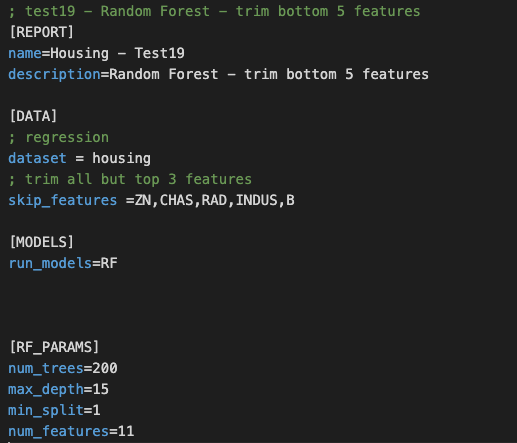 ; test19 – Random Forest – trim bottom 5 features
[REPORT]
name=Housing – Test19
description=Random Forest – trim bottom 5 features
[DATA]
; regression
dataset = housing
; trim all but top 3 features
skip_features =ZN,CHAS,RAD,INDUS,B
[MODELS]
run_models=RF
[RF_PARAMS]
num_trees=200
max_depth=15
min_split=1
num_features=11